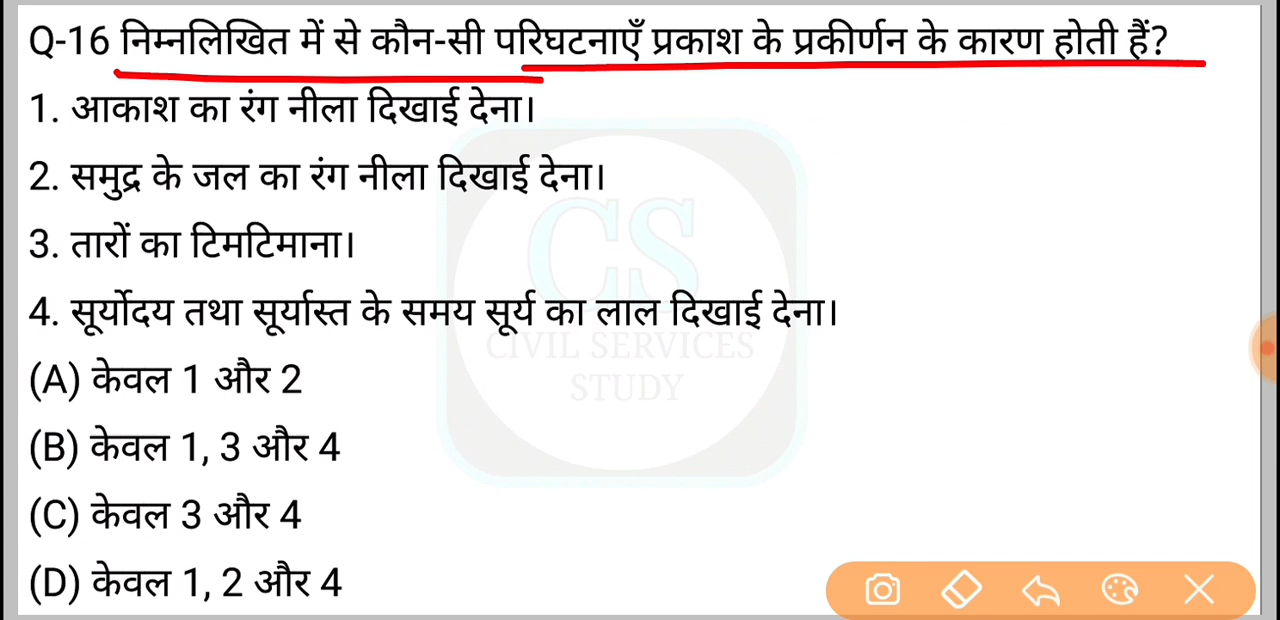 Q-16 निम्नलिखित में से कौन-सी परिघटनाएँ प्रकाश के प्रकीर्णन के कारण होती हैं?
1. आकाश का रंग नीला दिखाई देना।
2. समुद्र के जल का रंग नीला दिखाई देना।
3. तारों का टिमटिमाना।
4. सूर्योदय तथा सूर्यास्त के समय सूर्य का लाल दिखाई देना।
(A) केवल 1 और 2
(B) केवल 1, 3 और 4
(C) केवल 3 और 4
(D) केवल 1, 2 और 4
CS
CIVIL SERVICES
STUDY